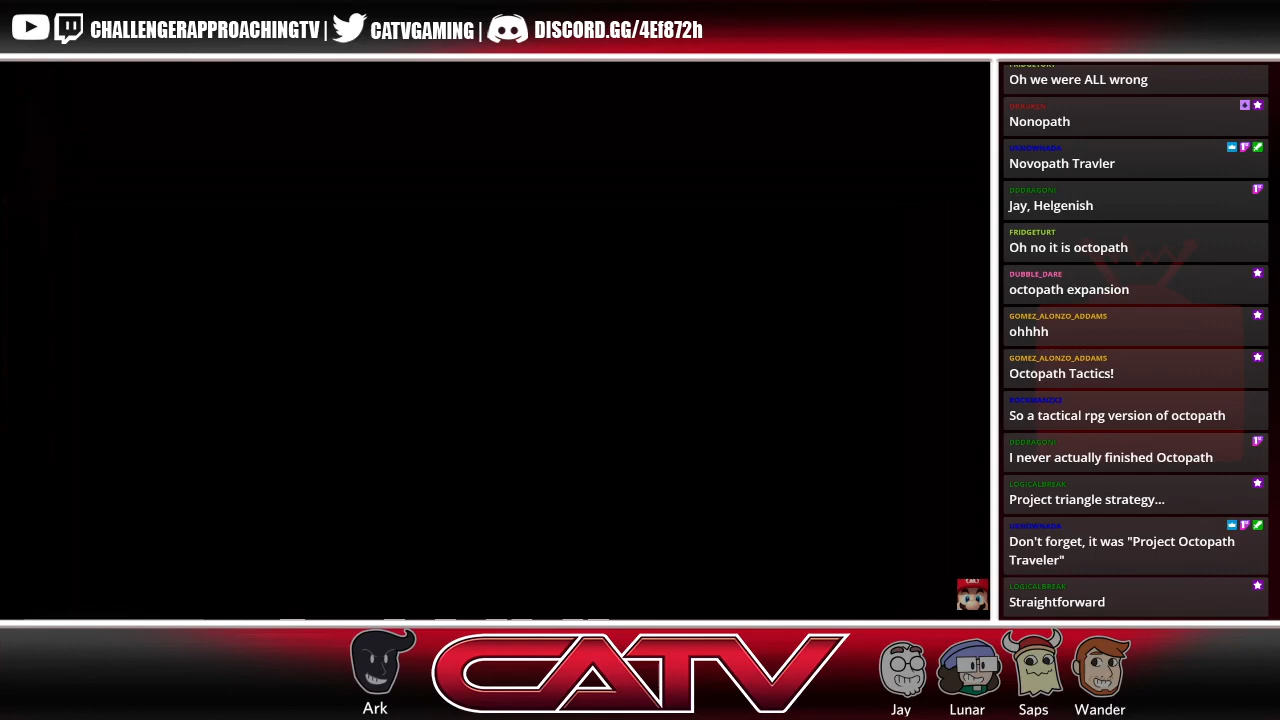 CHALLENGERAPPROACHINGTV | CATVGAMING | DISCORD.GG/4Ef872h
Oh we were ALL wrong
Nonopath
Novopath Travler
DDDRAGONI
Jay, Helgenish
FRIDGETURT
Oh no it is octopath
DUBBLE_DARE
octopath expansion
GOMEZ_ALONZO_ADDAMS
ohhhh
GOMEZ_ALONZO_ADDAMS
Octopath Tactics!
So a tactical rpg version of octopath
DDDRAGONI
I never actually finished Octopath
LOGICALBREAK
Project triangle strategy...
Don't forget, it was "Project Octopath
Traveler"
LOGICALBREAK
Straightforward
CATV
Ark
Jay
Lunar
Saps
Wander